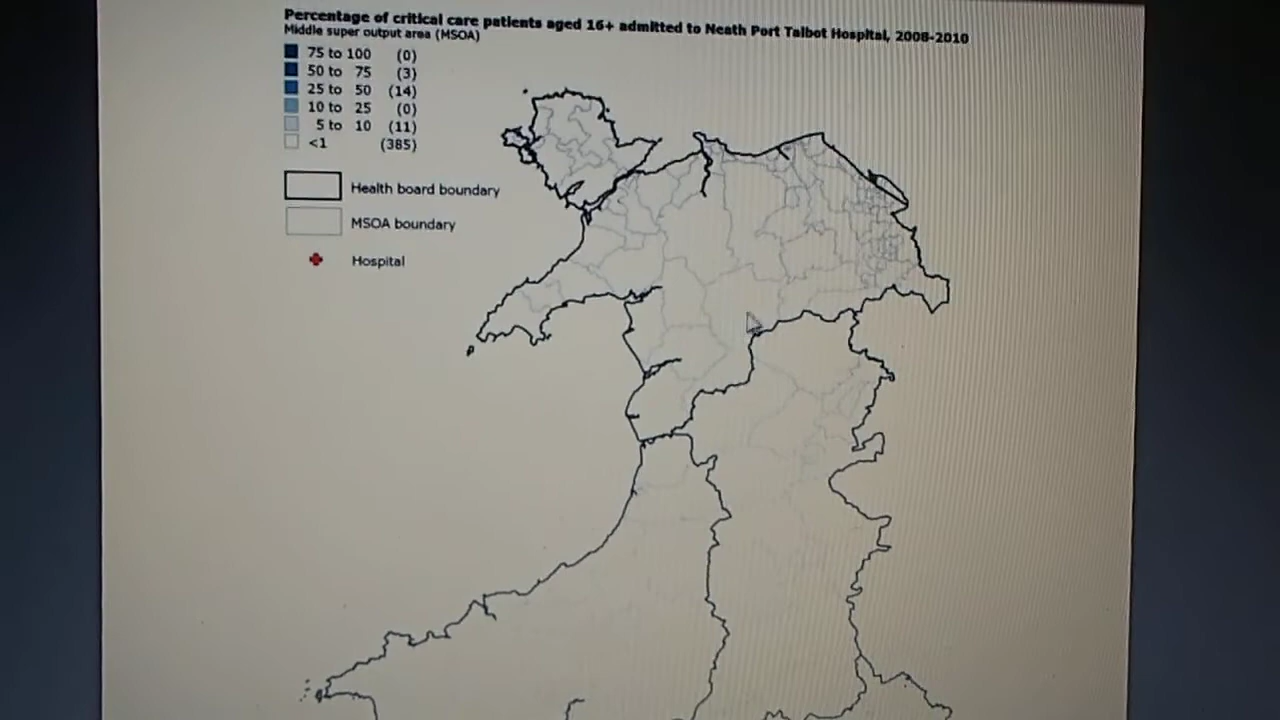 Percentage of critical care patients aged 16+ admitted to Neath Port Talbot Hospital, 2008-2010
Middle super output area (MSOA)
75 to 100 (0)
50 to 75 (3)
25 to 50 (14)
10 to 25 (0)
5 to 10 (11)
<1 (385)
Health board boundary
MSOA boundary
Hospital